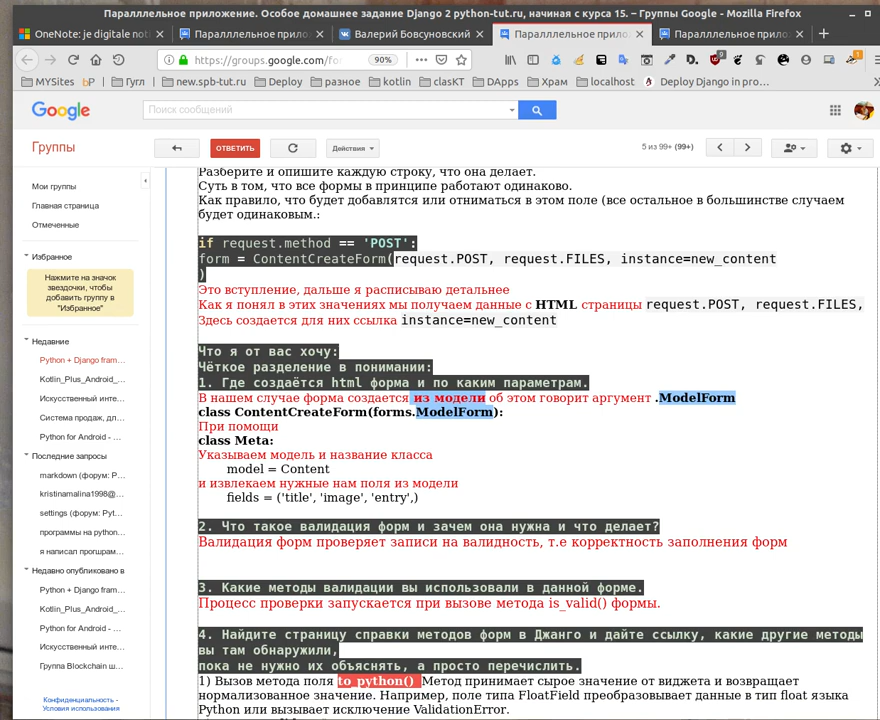 Параллельное приложение. Особое домашнее задание Django 2 python-tut.ru, начиная с курса 15. – Группы Google - Mozilla Firefox
OneNote: je digitale noti
Паралллельное прило
Валерий Бовсуновский
Паралллельное прило
Паралллельное прило
https://groups.google.com/for
90%
MYSites
bP
Гугл
new.spb-tut.ru
Deploy
разное
kotlin
clasKT
DApps
Храм
localhost
Deploy Django in pro...
Google
Поиск сообщений
Группы
ОТВЕТИТЬ
Действия
5 из 99+ (99+)
Мои группы
Главная страница
Отмеченные
Избранное
Нажмите на значок
звездочки, чтобы
добавить группу в
"Избранное"
Недавние
Python + Django fram…
Kotlin_Plus_Android_…
Искусственный инте…
Система продаж, дл…
Python for Android - …
Последние запросы
markdown (форум: P…
kristinamalina1998@…
settings (форум: Pyt…
программы на python…
я написал прогшрам…
Недавно опубликовано в
Python + Django fram…
Kotlin_Plus_Android_…
Python for Android - …
Искусственный инте…
Группа Blockchain ш…
Конфиденциальность -
Условия использования
Разберите и опишите каждую строку, что она делает.
Суть в том, что все формы в принципе работают одинаково.
Как правило, что будет добавлятся или отниматься в этом поле (все остальное в большинстве случаем
будет одинаковым.:
if request.method == 'POST':
form = ContentCreateForm(request.POST, request.FILES, instance=new_content
)
Это вступление, дальше я расписываю детальнее
Как я понял в этих значениях мы получаем данные с HTML страницы request.POST, request.FILES,
Здесь создается для них ссылка instance=new_content
Что я от вас хочу:
Чёткое разделение в понимании:
1. Где создаётся html форма и по каким параметрам.
В нашем случае форма создается из модели об этом говорит аргумент .ModelForm
class ContentCreateForm(forms.ModelForm):
При помощи
class Meta:
Указываем модель и название класса
model = Content
и извлекаем нужные нам поля из модели
fields = ('title', 'image', 'entry',)
2. Что такое валидация форм и зачем она нужна и что делает?
Валидация форм проверяет записи на валидность, т.е корректность заполнения форм
3. Какие методы валидации вы использовали в данной форме.
Процесс проверки запускается при вызове метода is_valid() формы.
4. Найдите страницу справки методов форм в Джанго и дайте ссылку, какие другие методы
вы там обнаружили,
пока не нужно их объяснять, а просто перечислить.
1) Вызов метода поля to_python() Метод принимает сырое значение от виджета и возвращает
нормализованное значение. Например, поле типа FloatField преобразовывает данные в тип float языка
Python или вызывает исключение ValidationError.